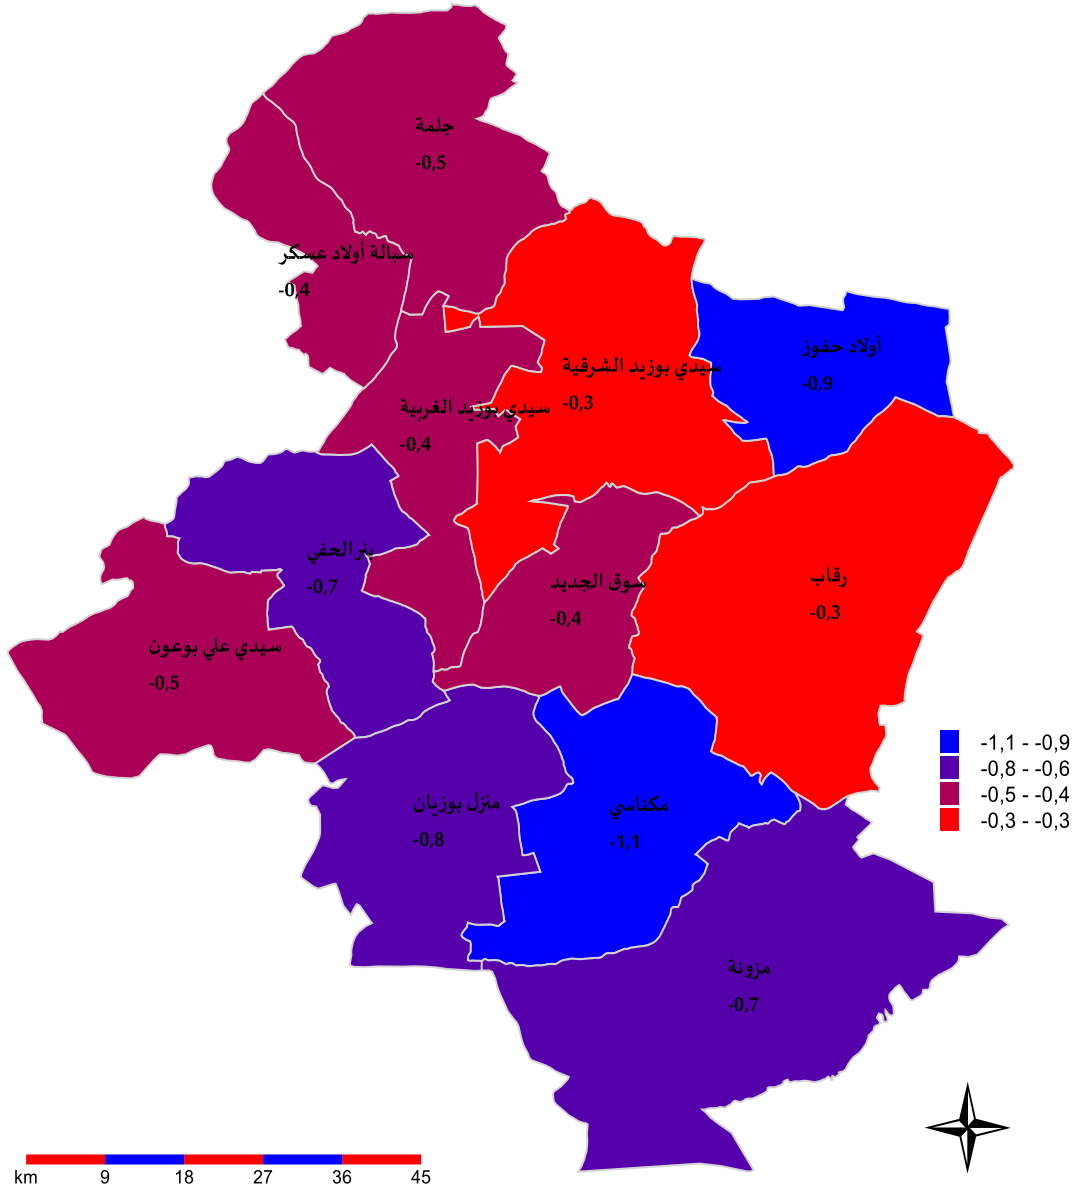 جلمة
-0,5
سبالة أولاد عسكر
-0,4
أولاد حفوز
-0,9
سيدي بوزيد الشرقية
-0,3
سيدي بوزيد الغربية
-0,4
بئر الحفي
-0,7
سوق الجديد
-0,4
رقاب
-0,3
سيدي علي بوعون
-0,5
منزل بوزيان
-0,8
مكناسي
-1,1
مزونة
-0,7
-1,1 - -0,9
-0,8 - -0,6
-0,5 - -0,4
-0,3 - -0,3
km 9 18 27 36 45